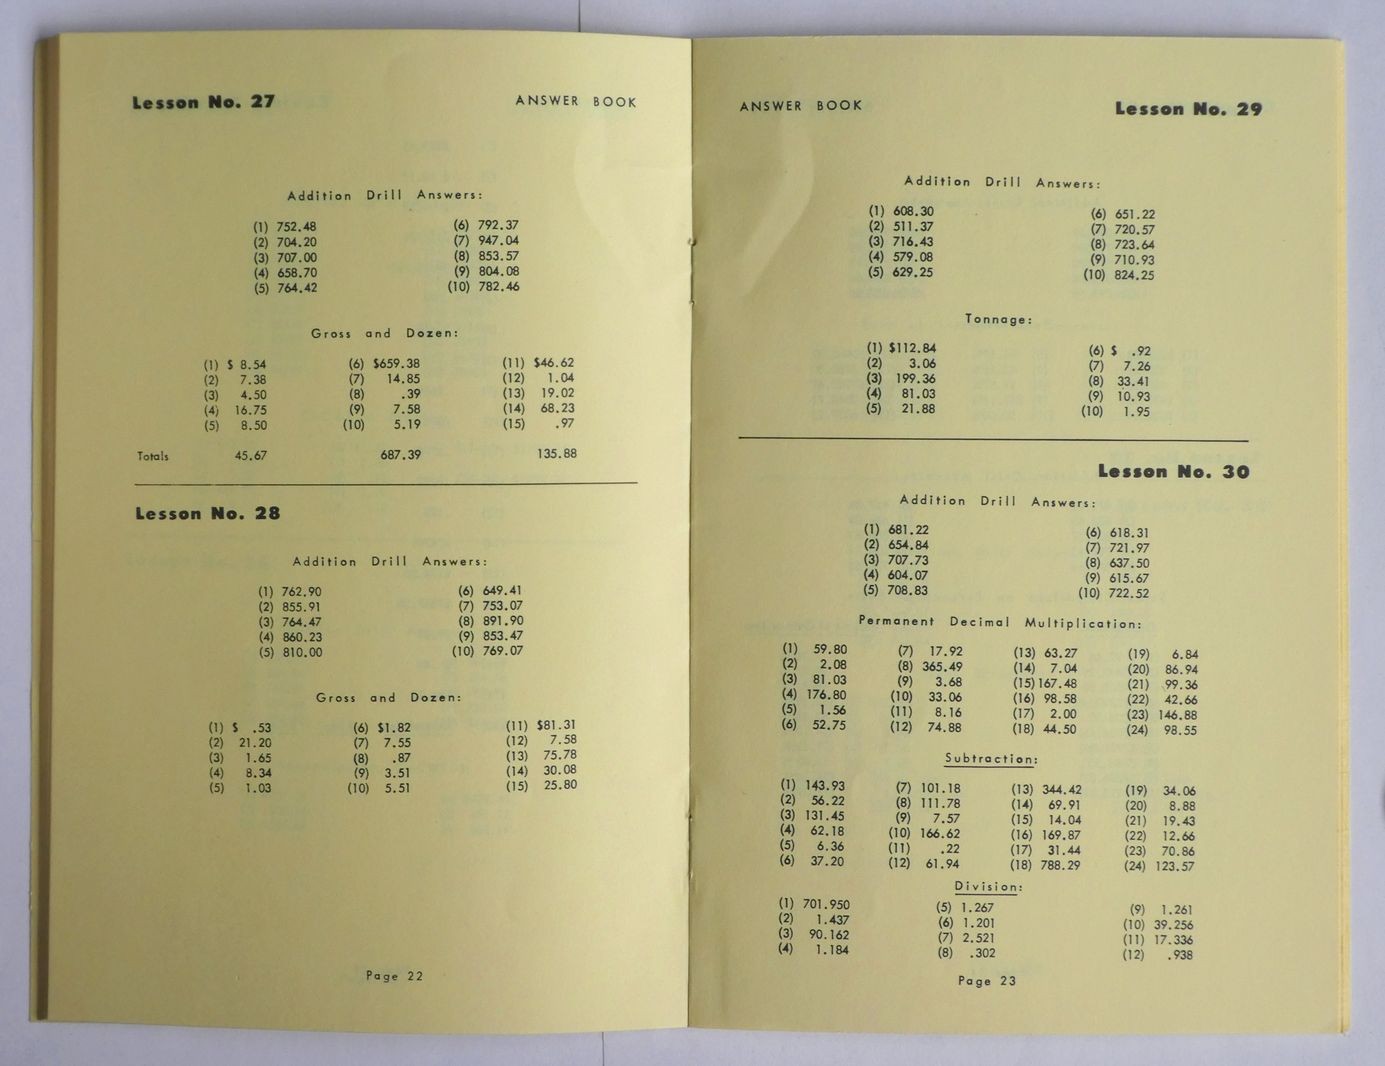 Lesson No. 27 ANSWER BOOK
Addition Drill Answers:
(1) 752.48 (6) 792.37
(2) 704.20 (7) 947.04
(3) 707.00 (8) 853.57
(4) 658.70 (9) 804.08
(5) 764.42 (10) 782.46
Gross and Dozen:
(1) $ 8.54 (6) $659.38 (11) $46.62
(2) 7.38 (7) 14.85 (12) 1.04
(3) 4.50 (8) .39 (13) 19.02
(4) 16.75 (9) 7.58 (14) 68.23
(5) 8.50 (10) 5.19 (15) .97
Totals 45.67 687.39 135.88
Lesson No. 28
Addition Drill Answers:
(1) 762.90 (6) 649.41
(2) 855.91 (7) 753.07
(3) 764.47 (8) 891.90
(4) 860.23 (9) 853.47
(5) 810.00 (10) 769.07
Gross and Dozen:
(1) $ .53 (6) $1.82 (11) $81.31
(2) 21.20 (7) 7.55 (12) 7.58
(3) 1.65 (8) .87 (13) 75.78
(4) 8.34 (9) 3.51 (14) 30.08
(5) 1.03 (10) 5.51 (15) 25.80
Page 22
ANSWER BOOK Lesson No. 29
Addition Drill Answers:
(1) 608.30 (6) 651.22
(2) 511.37 (7) 720.57
(3) 716.43 (8) 723.64
(4) 579.08 (9) 710.93
(5) 629.25 (10) 824.25
Tonnage:
(1) $112.84 (6) $ .92
(2) 3.06 (7) 7.26
(3) 199.36 (8) 33.41
(4) 81.03 (9) 10.93
(5) 21.88 (10) 1.95
Lesson No. 30
Addition Drill Answers:
(1) 681.22 (6) 618.31
(2) 654.84 (7) 721.97
(3) 707.73 (8) 637.50
(4) 604.07 (9) 615.67
(5) 708.83 (10) 722.52
Permanent Decimal Multiplication:
(1) 59.80 (7) 17.92 (13) 63.27 (19) 6.84
(2) 2.08 (8) 365.49 (14) 7.04 (20) 86.94
(3) 81.03 (9) 3.68 (15) 167.48 (21) 99.36
(4) 176.80 (10) 33.06 (16) 98.58 (22) 42.66
(5) 1.56 (11) 8.16 (17) 2.00 (23) 146.88
(6) 52.75 (12) 74.88 (18) 44.50 (24) 98.55
Subtraction:
(1) 143.93 (7) 101.18 (13) 344.42 (19) 34.06
(2) 56.22 (8) 111.78 (14) 69.91 (20) 8.88
(3) 131.45 (9) 7.57 (15) 14.04 (21) 19.43
(4) 62.18 (10) 166.62 (16) 169.87 (22) 12.66
(5) 6.36 (11) .22 (17) 31.44 (23) 70.86
(6) 37.20 (12) 61.94 (18) 788.29 (24) 123.57
Division:
(1) 701.950 (5) 1.267 (9) 1.261
(2) 1.437 (6) 1.201 (10) 39.256
(3) 90.162 (7) 2.521 (11) 17.336
(4) 1.184 (8) .302 (12) .938
Page 23